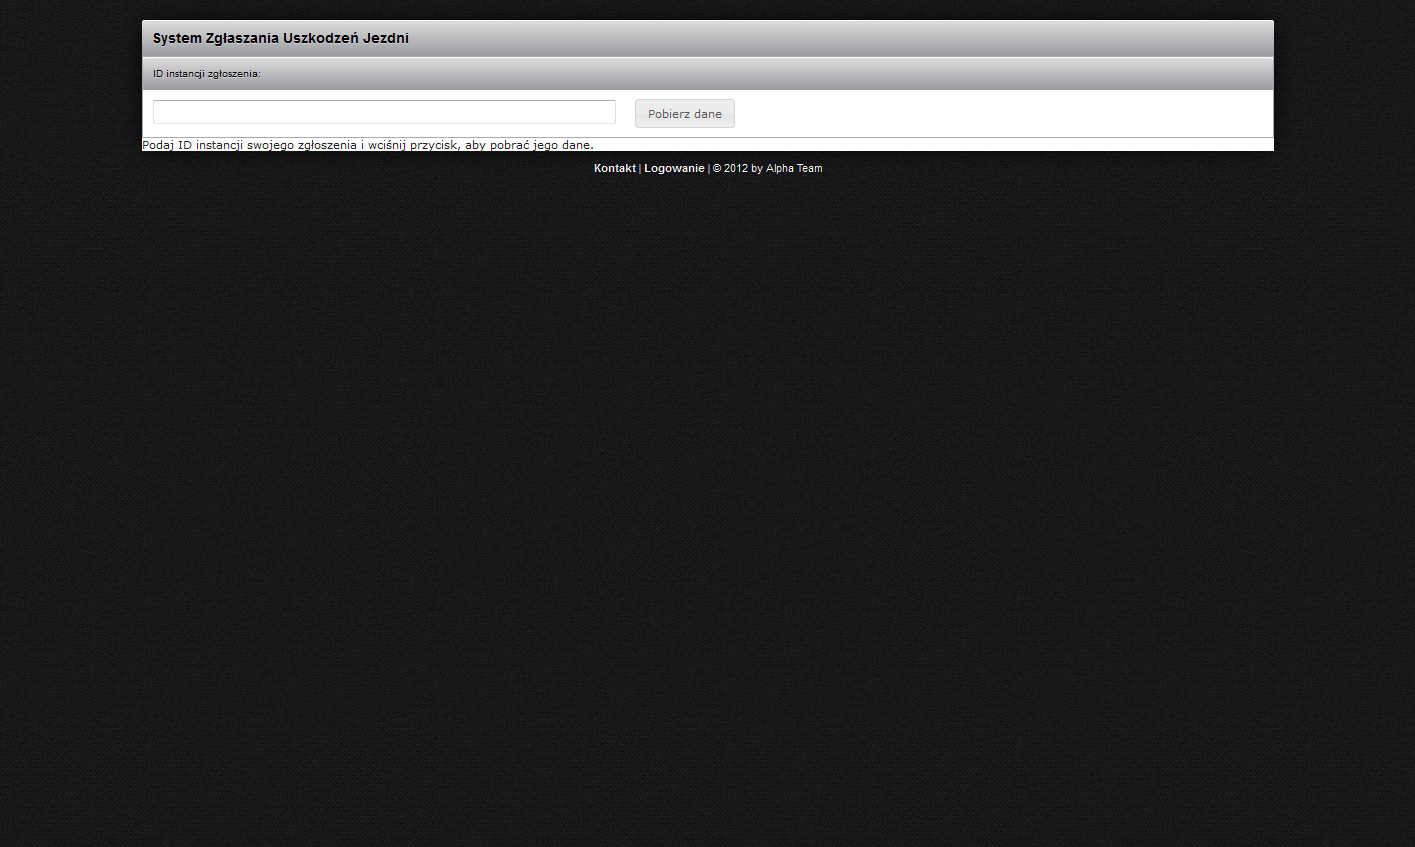 System Zgłaszania Uszkodzeń Jezdni
ID instancji zgłoszenia:
Pobierz dane
Podaj ID instancji swojego zgłoszenia i wciśnij przycisk, aby pobrać jego dane.
Kontakt | Logowanie | © 2012 by Alpha Team